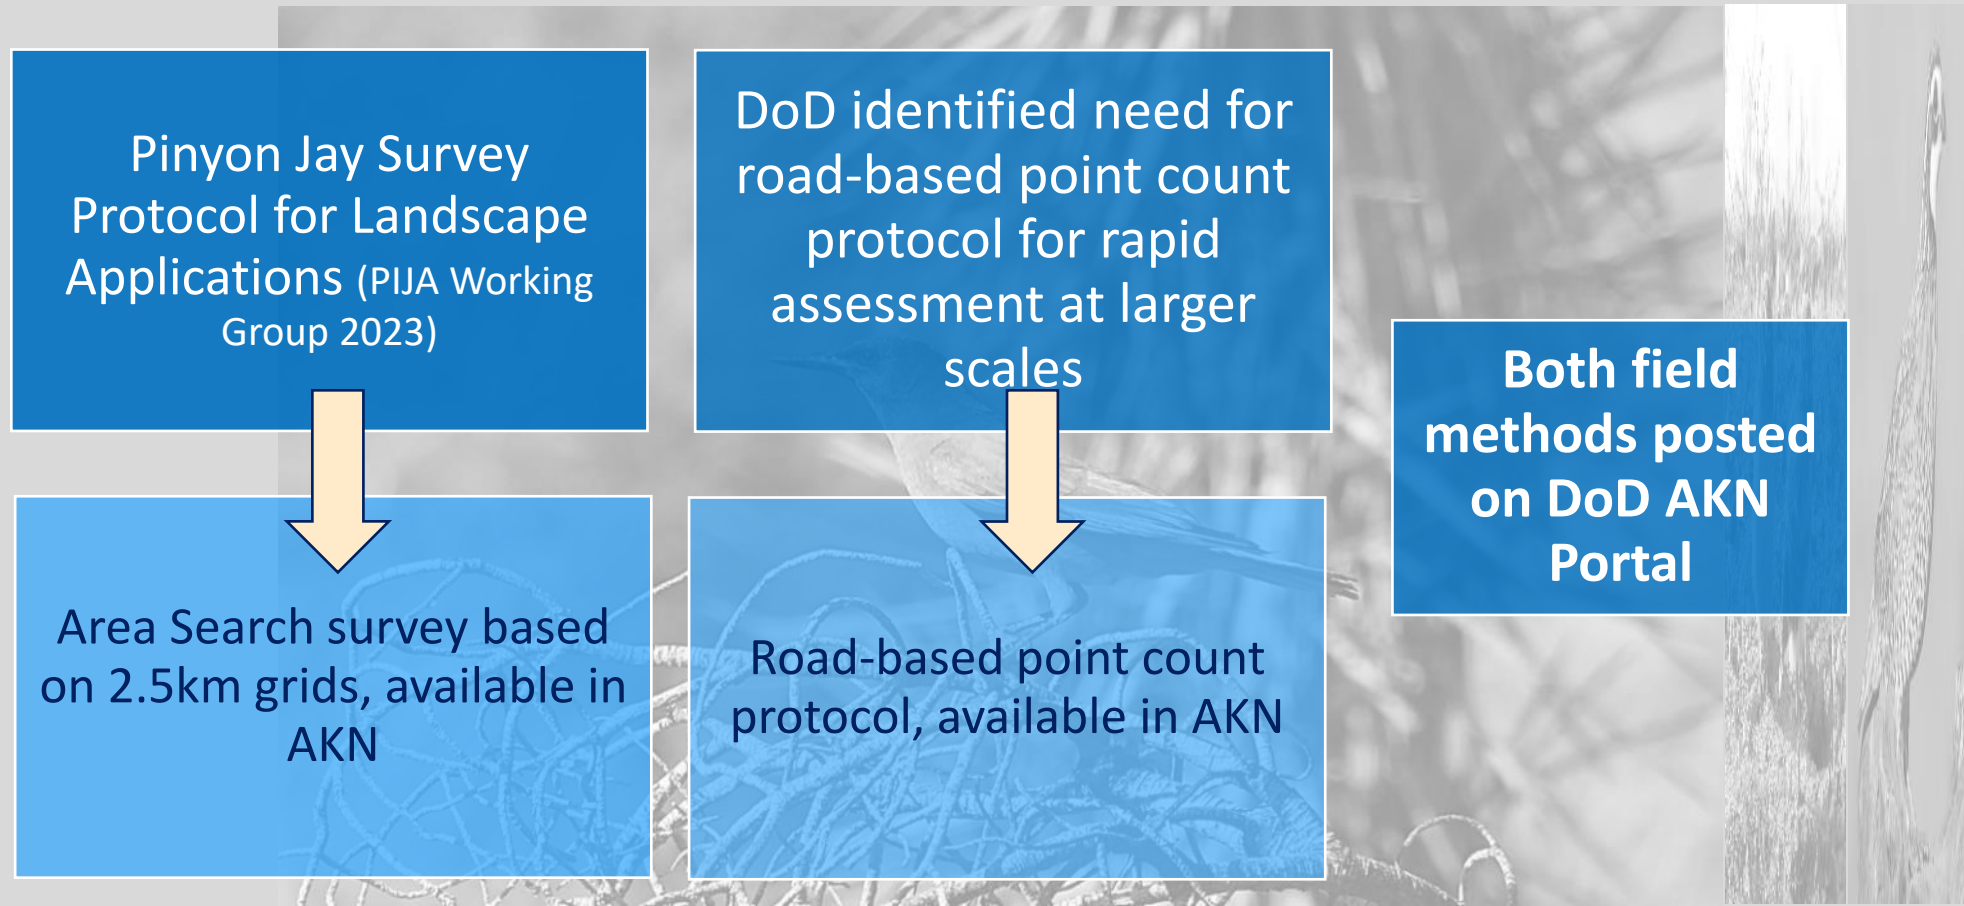 Pinyon Jay Survey
Protocol for Landscape
Applications (PIJA Working
Group 2023)
DoD identified need for
road-based point count
protocol for rapid
assessment at larger
scales
Area Search survey based
on 2.5km grids, available in
AKN
Road-based point count
protocol, available in AKN
Both field
methods posted
on DoD AKN
Portal